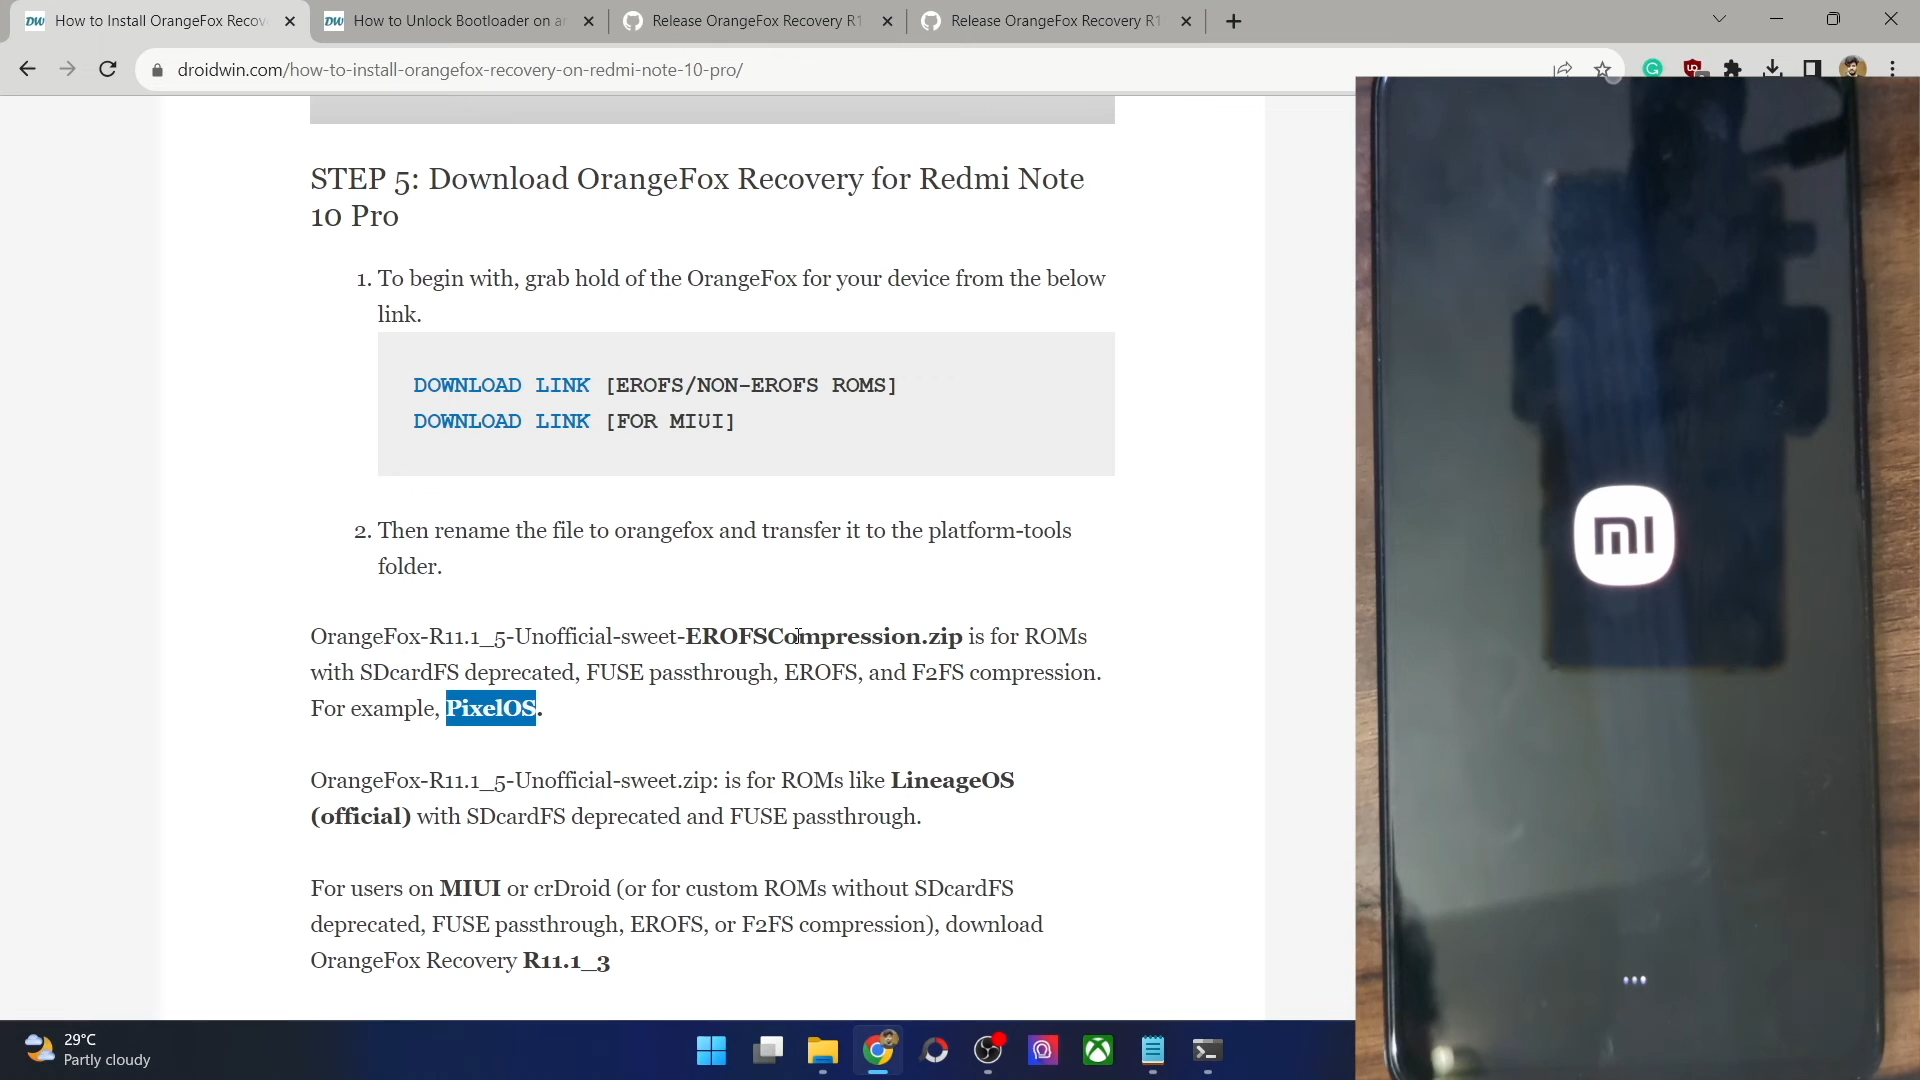 How to Install OrangeFox Recov
How to Unlock Bootloader on a
Release OrangeFox Recovery R1
Release OrangeFox Recovery R1
droidwin.com/how-to-install-orangefox-recovery-on-redmi-note-10-pro/
STEP 5: Download OrangeFox Recovery for Redmi Note
10 Pro
1. To begin with, grab hold of the OrangeFox for your device from the below
link.
DOWNLOAD LINK [EROFS/NON-EROFS ROMS]
DOWNLOAD LINK [FOR MIUI]
2. Then rename the file to orangefox and transfer it to the platform-tools
folder.
OrangeFox-R11.1_5-Unofficial-sweet-EROFSCompression.zip is for ROMs
with SDcardFS deprecated, FUSE passthrough, EROFS, and F2FS compression.
For example, PixelOS.
OrangeFox-R11.1_5-Unofficial-sweet.zip: is for ROMs like LineageOS
(official) with SDcardFS deprecated and FUSE passthrough.
For users on MIUI or crDroid (or for custom ROMs without SDcardFS
deprecated, FUSE passthrough, EROFS, or F2FS compression), download
OrangeFox Recovery R11.1_3
29°C
Partly cloudy
mi